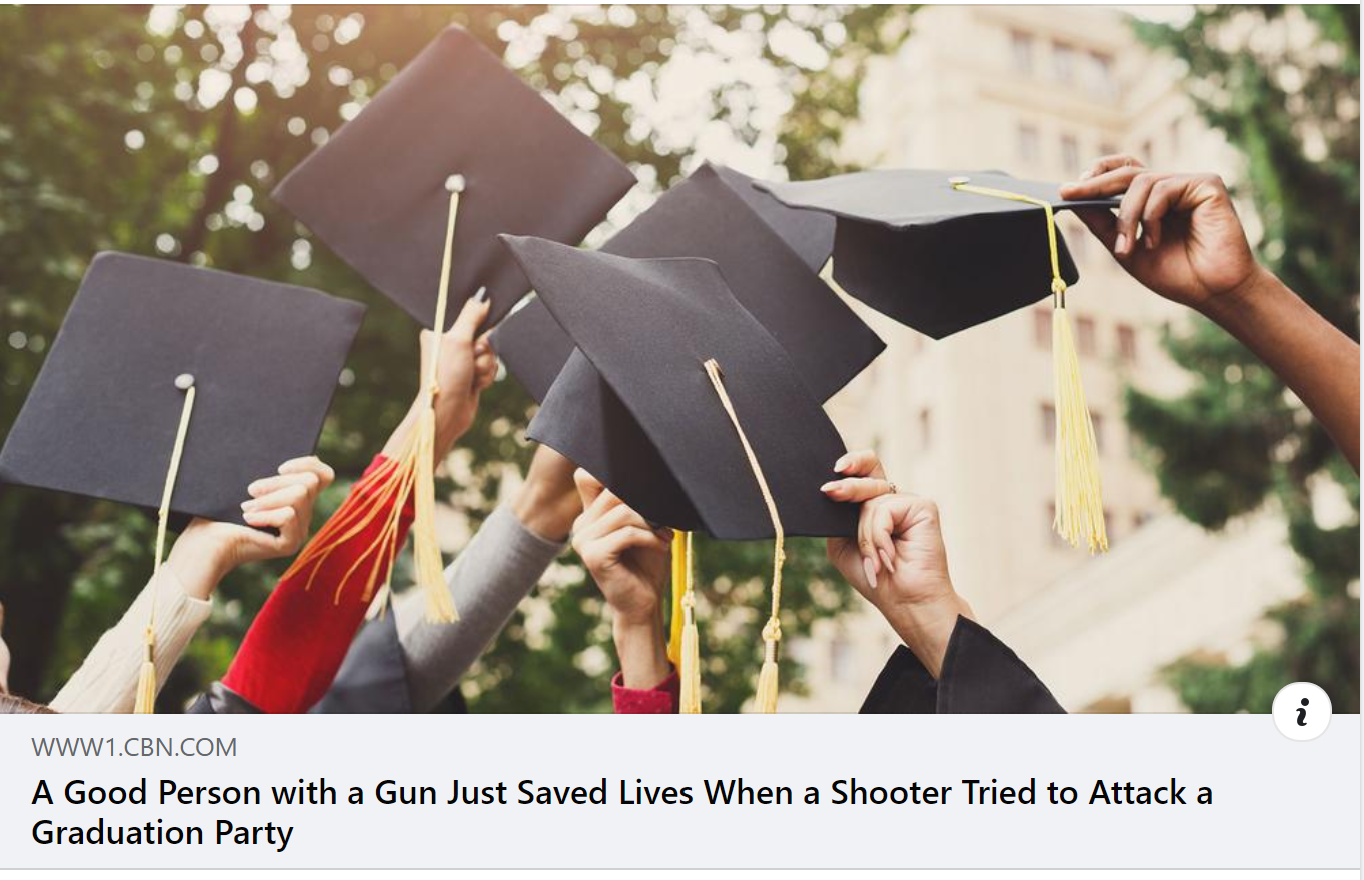 WWW1.CBN.COM
A Good Person with a Gun Just Saved Lives When a Shooter Tried to Attack a
Graduation Party